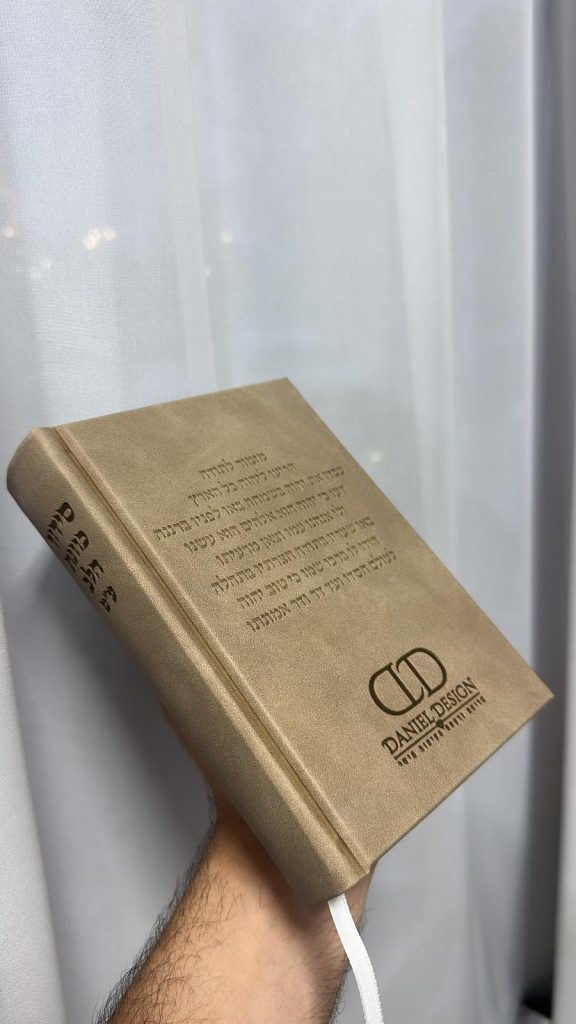 מזמור לתודה
הריעו ליהוה כל הארץ
עבדו את יהוה בשמחה באו לפניו ברננה
דעו כי יהוה הוא אלהים הוא עשנו
ולו אנחנו עמו וצאן מרעיתו
באו שעריו בתודה חצרתיו בתהלה
הודו לו ברכו שמו כי טוב יהוה
לעולם חסדו ועד דר ודר אמונתו
DANIEL DESIGN